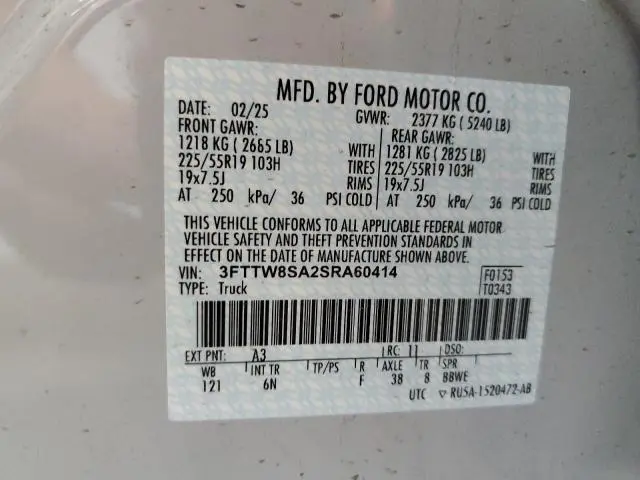 MFD. BY FORD MOTOR CO.
DATE: 02/25 GVWR: 2377 KG ( 5240 LB)
FRONT GAWR: REAR GAWR:
1218 KG ( 2665 LB) WITH 1281 KG ( 2825 LB) WITH
225/55R19 103H TIRES 225/55R19 103H TIRES
19x7.5J RIMS 19x7.5J RIMS
AT 250 kPa/ 36 PSI COLD AT 250 kPa/ 36 PSI COLD
THIS VEHICLE CONFORMS TO ALL APPLICABLE FEDERAL MOTOR
VEHICLE SAFETY AND THEFT PREVENTION STANDARDS IN
EFFECT ON THE DATE OF MANUFACTURE SHOWN ABOVE.
VIN: 3FTTW8SA2SRA60414 F0153
TYPE: Truck T0343
EXT PNT: A3 RC: 11 DSO:
WB INT TR TP/PS R AXLE TR SPR
121 6N F 38 8 BBWE
UTC ▽ RU5A-1520472-AB